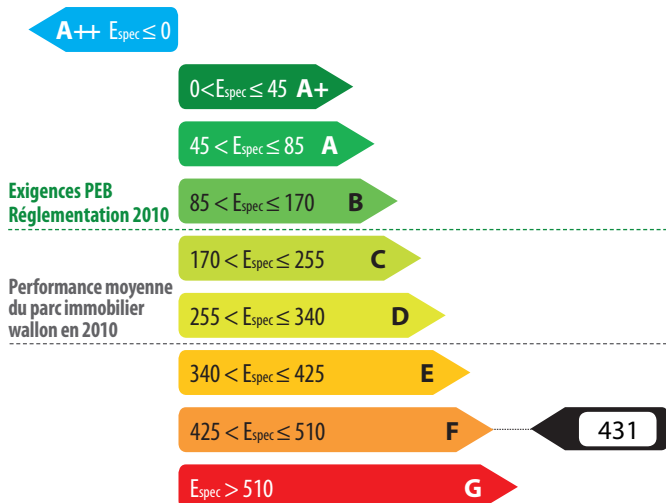 A++ Espec ≤ 0
0<Espec ≤ 45 A+
45 < Espec ≤ 85 A
Exigences PEB
Réglementation 2010
85 < Espec ≤ 170 B
170 < Espec ≤ 255 C
Performance moyenne
du parc immobilier
wallon en 2010
255 < Espec ≤ 340 D
340 < Espec ≤ 425 E
425 < Espec ≤ 510 F 431
Espec > 510 G